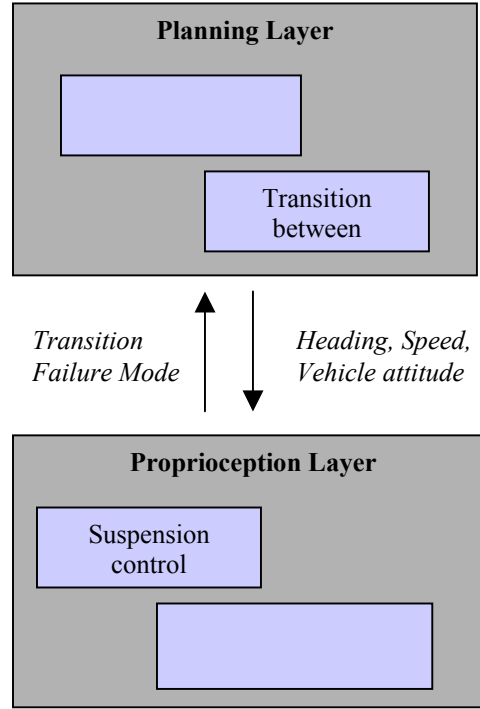 Planning Layer
Transition
between
Transition
Failure Mode
Heading, Speed,
Vehicle attitude
Proprioception Layer
Suspension
control